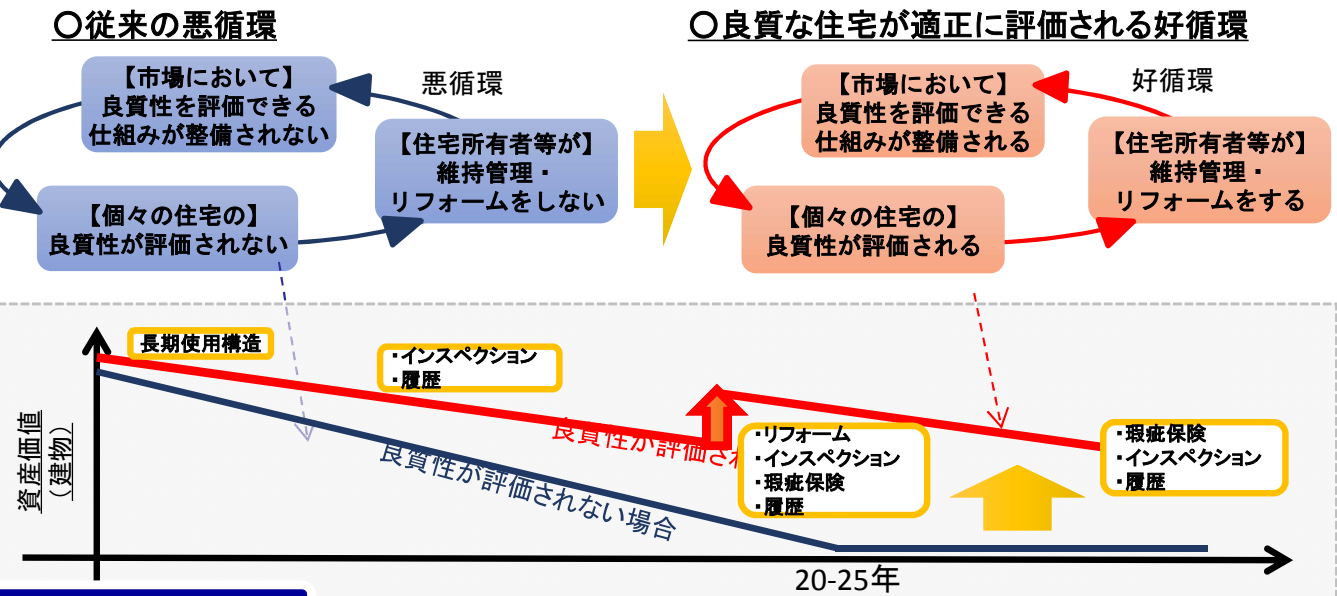 〇従来の悪循環
【市場において】
良質性を評価できる
仕組みが整備されない
悪循環
【住宅所有者等が】
維持管理・
リフォームをしない
【個々の住宅の】
良質性が評価されない
〇良質な住宅が適正に評価される好循環
【市場において】
良質性を評価できる
仕組みが整備される
好循環
【住宅所有者等が】
維持管理・
リフォームをする
【個々の住宅の】
良質性が評価される
資産価値
（建物）
長期使用構造
・インスペクション
・履歴
良質性が評価され
良質性が評価されない場合
・リフォーム
・インスペクション
・瑕疵保険
・履歴
・瑕疵保険
・インスペクション
・履歴
20-25年